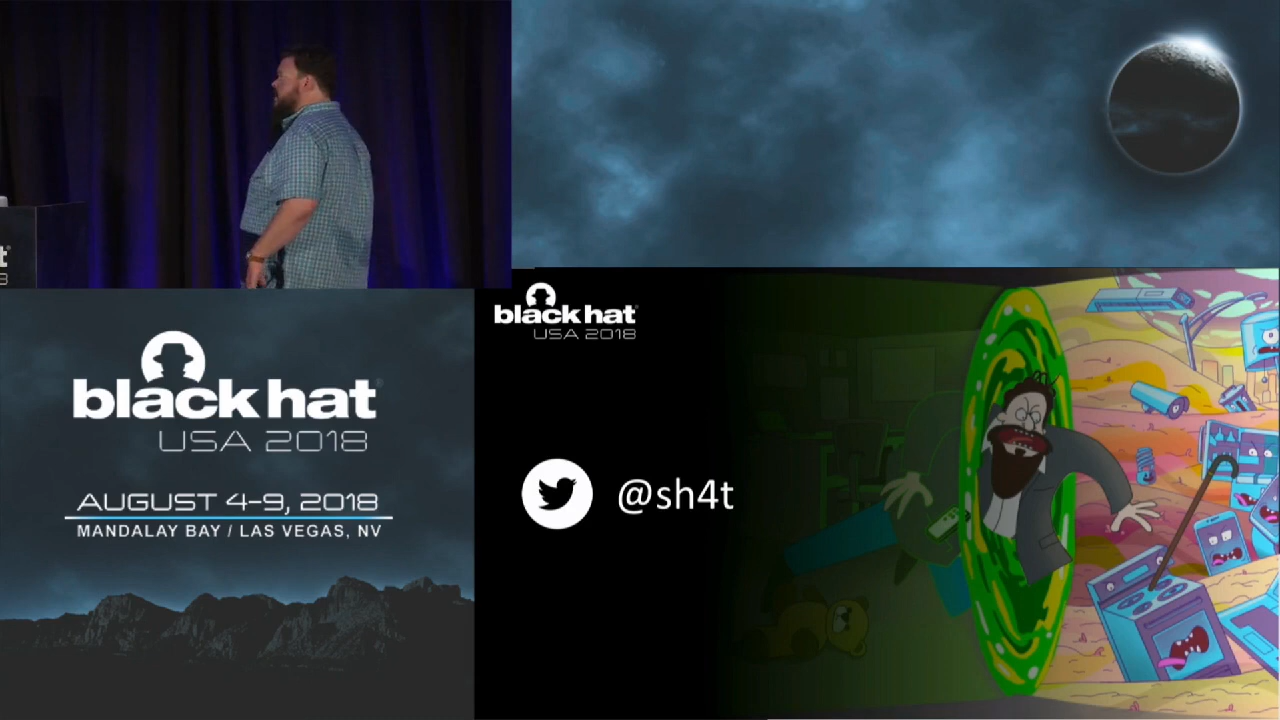 black hat
USA 2018
AUGUST 4-9, 2018
MANDALAY BAY / LAS VEGAS, NV
black hat
USA 2018
@sh4t